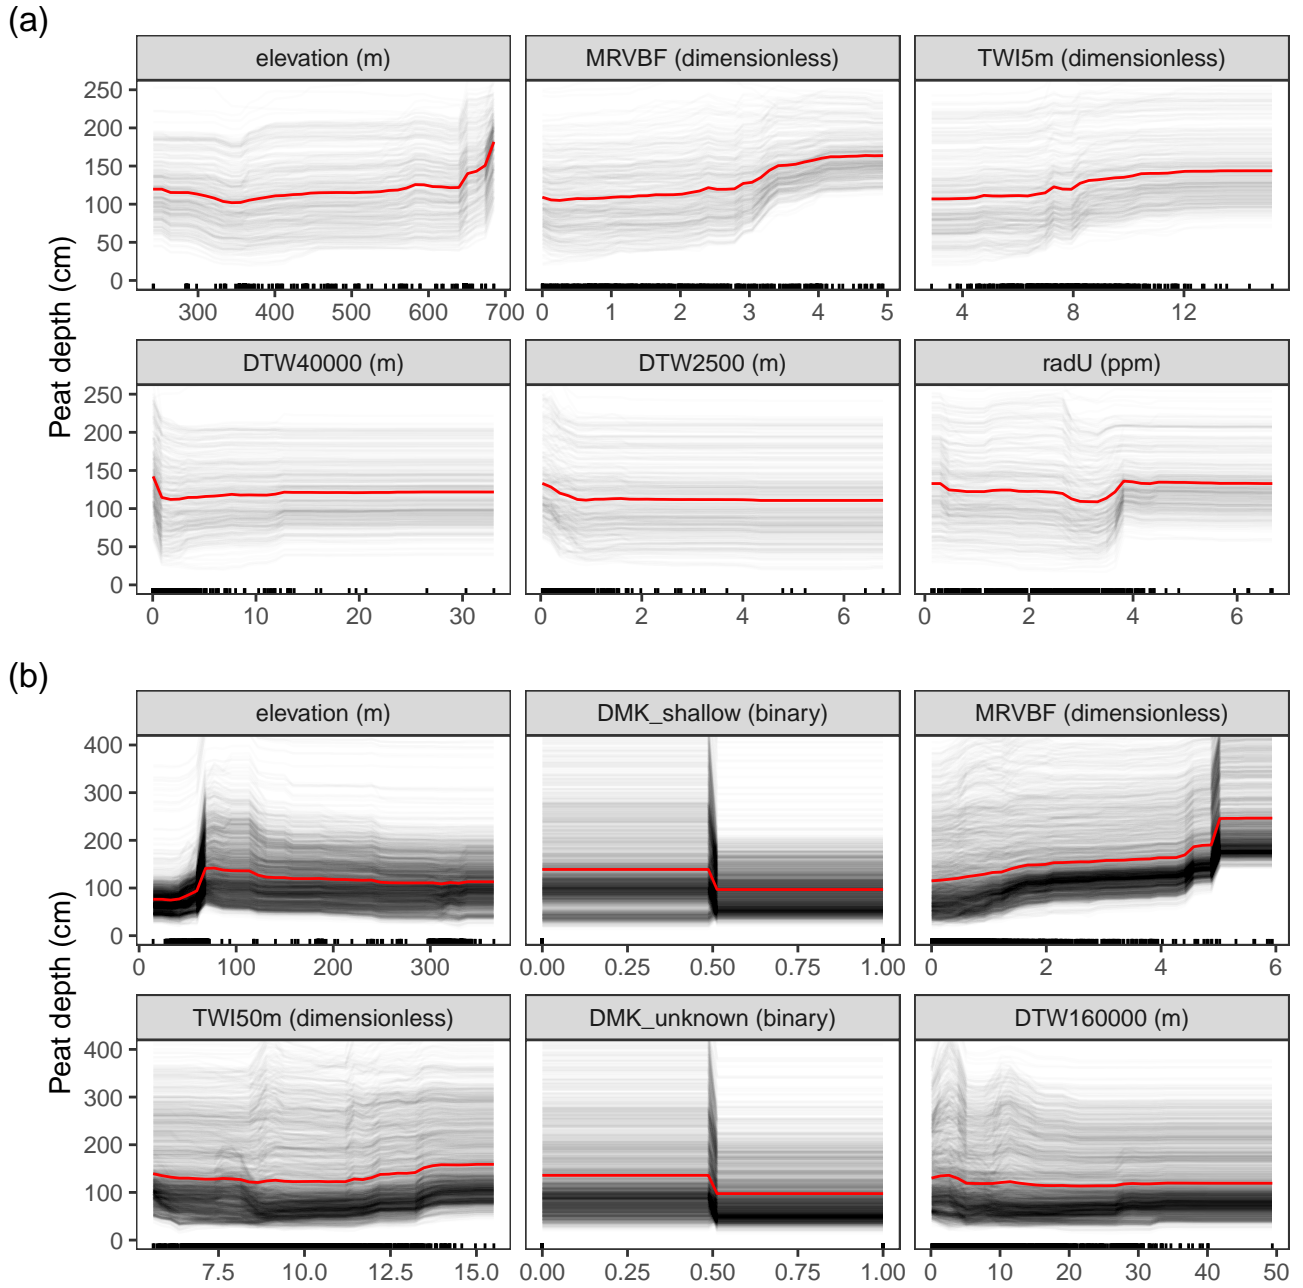 (a)
elevation (m) MRVBF (dimensionless) TWI5m (dimensionless)
250
200
150
100
50
0
300 400 500 600 700 0 1 2 3 4 5 4 8 12
Peat depth (cm)
DTW40000 (m) DTW2500 (m) radU (ppm)
250
200
150
100
50
0
0 10 20 30 0 2 4 6 0 2 4 6
(b)
elevation (m) DMK_shallow (binary) MRVBF (dimensionless)
400
300
200
100
0
0 100 200 300 0.00 0.25 0.50 0.75 1.00 0 2 4 6
Peat depth (cm)
TWI50m (dimensionless) DMK_unknown (binary) DTW160000 (m)
400
300
200
100
0
7.5 10.0 12.5 15.0 0.00 0.25 0.50 0.75 1.00 0 10 20 30 40 50